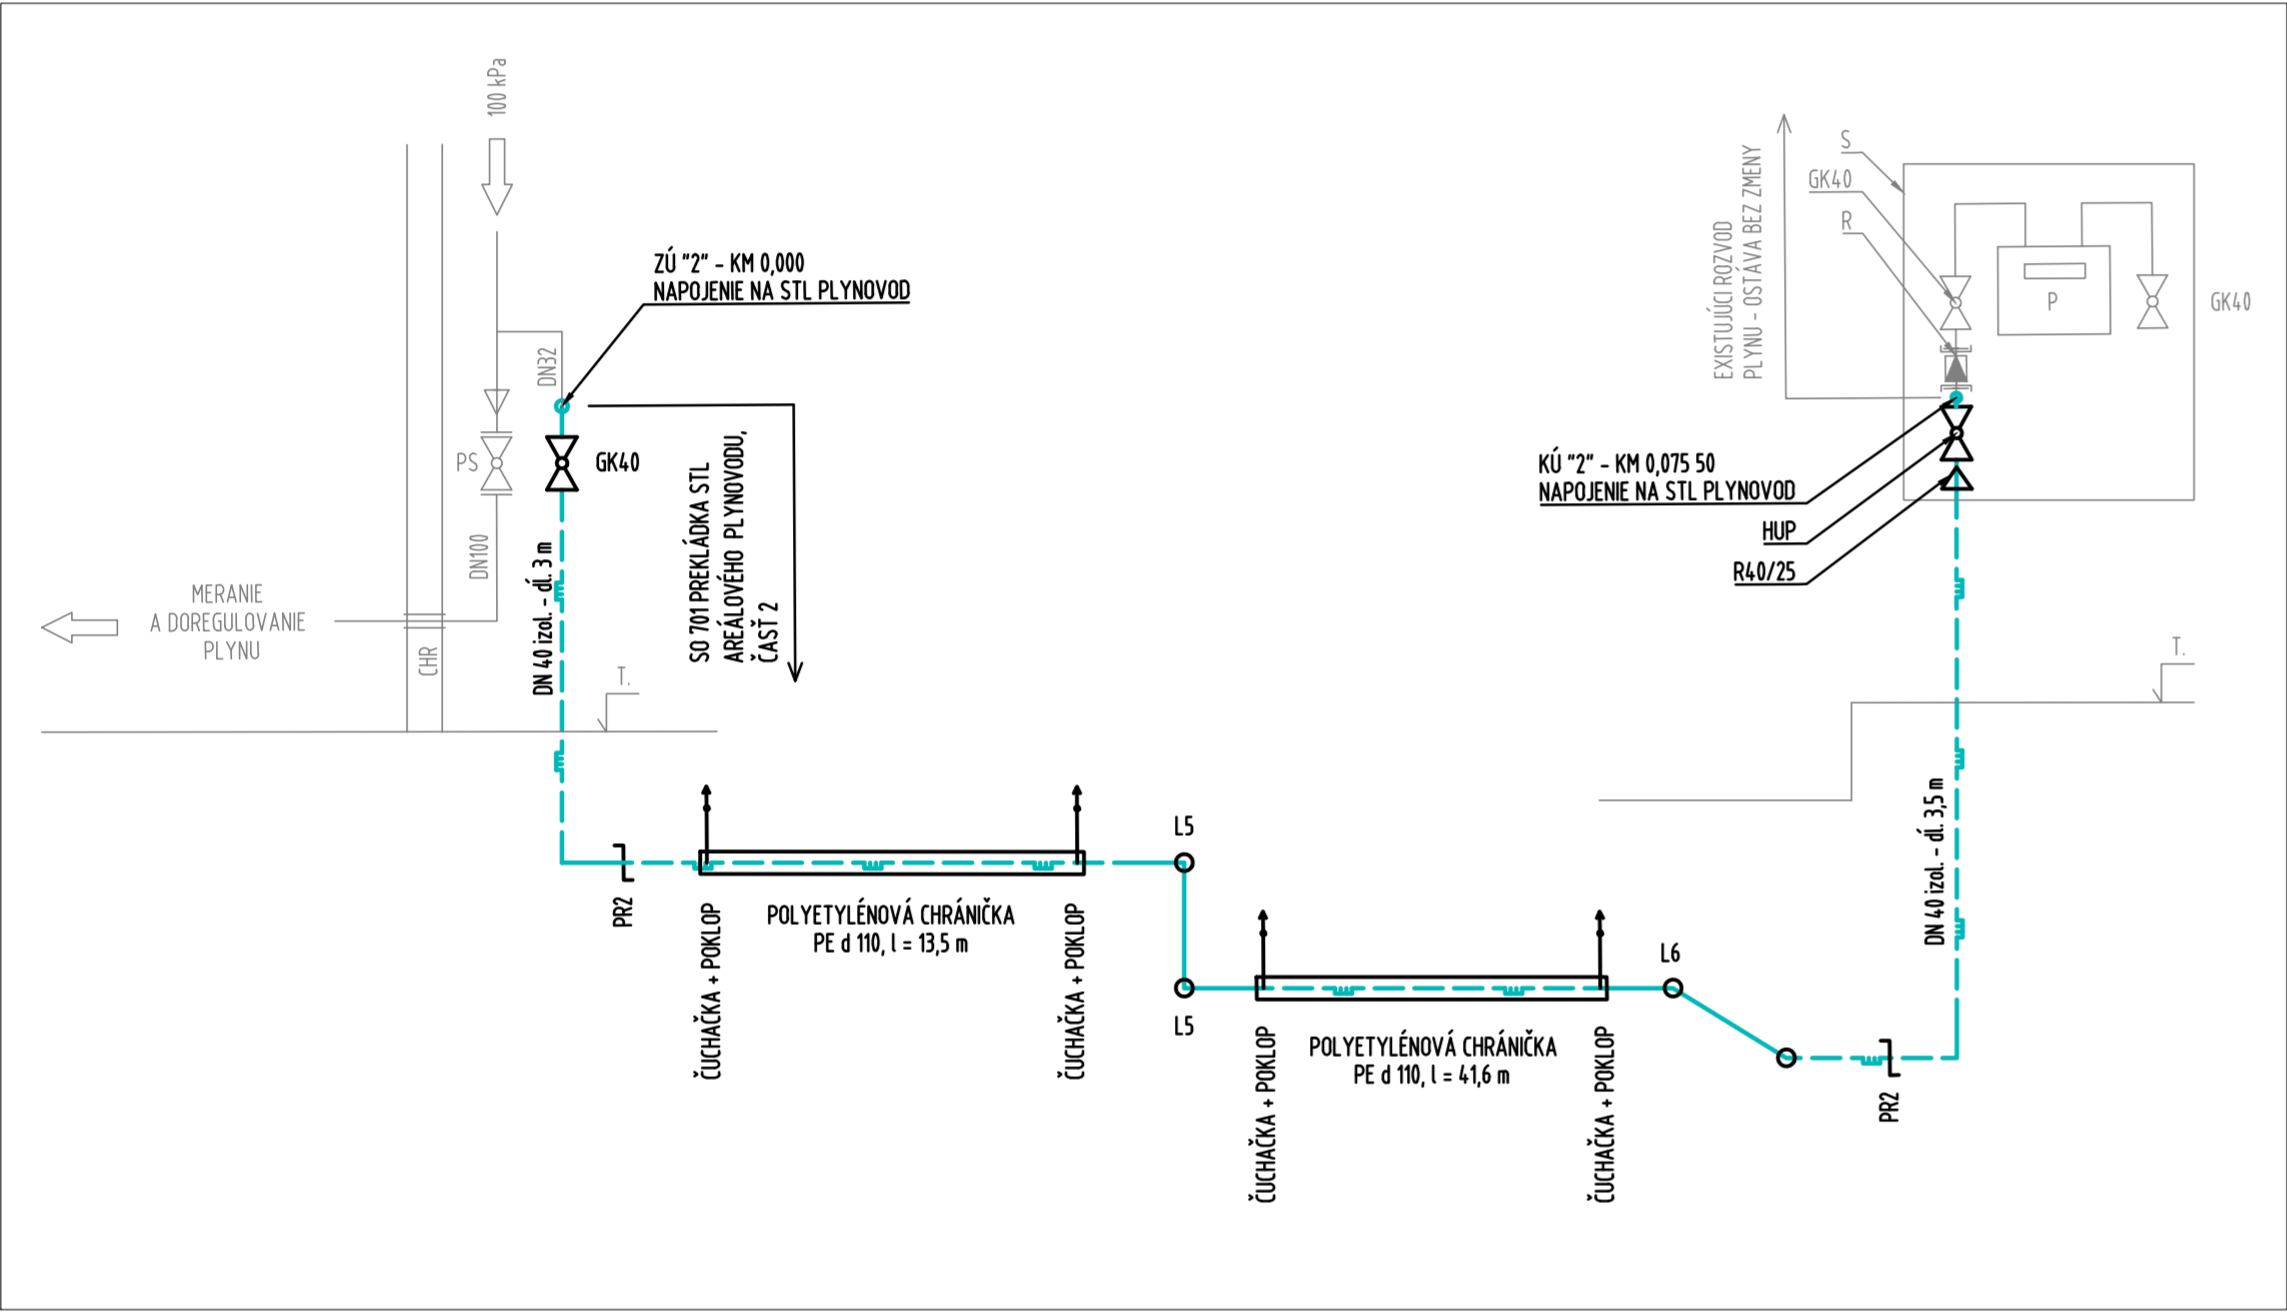 100 kPa
ZÚ "2" - KM 0,000
NAPOJENIE NA STL PLYNOVOD
DN32
PS
GK40
DN100
DN 40 izol. - dĺ. 3 m
SO 701 PREKLÁDKA STL
AREÁLOVÉHO PLYNOVODU,
ČASŤ 2
MERANIE
A DOREGULOVANIE
PLYNU
CHR
T.
PR2
ČUCHAČKA + POKLOP
POLYETYLÉNOVÁ CHRÁNIČKA
PE d 110, l = 13,5 m
ČUCHAČKA + POKLOP
L5
L5
ČUCHAČKA + POKLOP
POLYETYLÉNOVÁ CHRÁNIČKA
PE d 110, l = 41,6 m
ČUCHAČKA + POKLOP
L6
PR2
DN 40 izol. - dĺ. 3,5 m
T.
EXISTUJÚCI ROZVOD
PLYNU - OSTÁVA BEZ ZMENY
S
GK40
R
P
GK40
KÚ "2" - KM 0,075 50
NAPOJENIE NA STL PLYNOVOD
HUP
R40/25